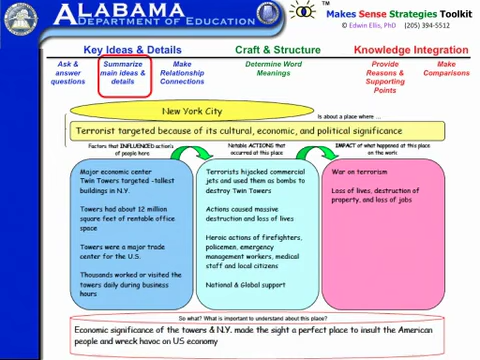 ALABAMA
DEPARTMENT OF EDUCATION
TM
Makes Sense Strategies Toolkit
© Edwin Ellis, PhD (205) 394-5512
Key Ideas & Details
Craft & Structure
Knowledge Integration
Ask &
answer
questions
Summarize
main ideas &
details
Make
Relationship
Connections
Determine Word
Meanings
Provide
Reasons &
Supporting
Points
Make
Comparisons
New York City
Is about a place where ...
Terrorist targeted because of its cultural, economic, and political significance
Factors that INFLUENCED actions
of people here
Notable ACTIONS that
occurred at this place
IMPACT of what happened at this place
on the world
Major economic center
Twin Towers targeted -tallest
buildings in N.Y.
Towers had about 12 million
square feet of rentable office
space
Towers were a major trade
center for the U.S.
Thousands worked or visited the
towers daily during business
hours
Terrorists hijacked commercial
jets and used them as bombs to
destroy Twin Towers
Actions caused massive
destruction and loss of lives
Heroic actions of firefighters,
policemen, emergency
management workers, medical
staff and local citizens
National & Global support
War on terrorism
Loss of lives, destruction of
property, and loss of jobs
So what? What is important to understand about this place?
Economic significance of the towers & N.Y. made the sight a perfect place to insult the American
people and wreck havoc on US economy